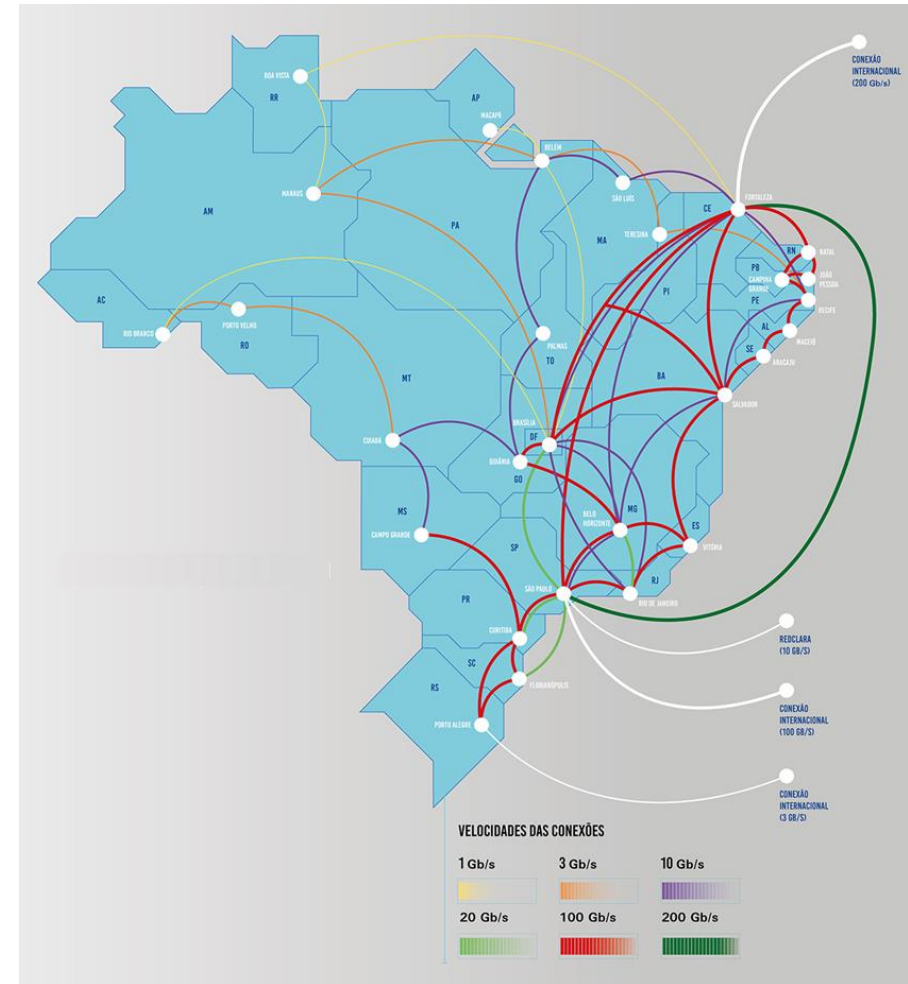 CONEXÃO
INTERNACIONAL
(200 Gb/s)
BOA VISTA
RR
AP
MACAPÁ
BELÉM
MANAUS
SÃO LUÍS
FORTALEZA
CE
AM
PA
MA
TERESINA
RN
NATAL
PB
CAMPINA
GRANDE
JOÃO
PESSOA
PI
PE
RECIFE
AC
AL
MACEIÓ
RIO BRANCO
PORTO VELHO
RO
PALMAS
TO
SE
ARACAJU
MT
BA
SALVADOR
BRASÍLIA
DF
CUIABÁ
GOIÂNIA
GO
MS
BELO
HORIZONTE
MG
ES
CAMPO GRANDE
SP
VITÓRIA
RJ
SÃO PAULO
RIO DE JANEIRO
PR
CURITIBA
REDCLARA
(10 GB/S)
SC
FLORIANÓPOLIS
RS
PORTO ALEGRE
CONEXÃO
INTERNACIONAL
(100 GB/S)
CONEXÃO
INTERNACIONAL
(3 GB/S)
VELOCIDADES DAS CONEXÕES
1 Gb/s 3 Gb/s 10 Gb/s
20 Gb/s 100 Gb/s 200 Gb/s